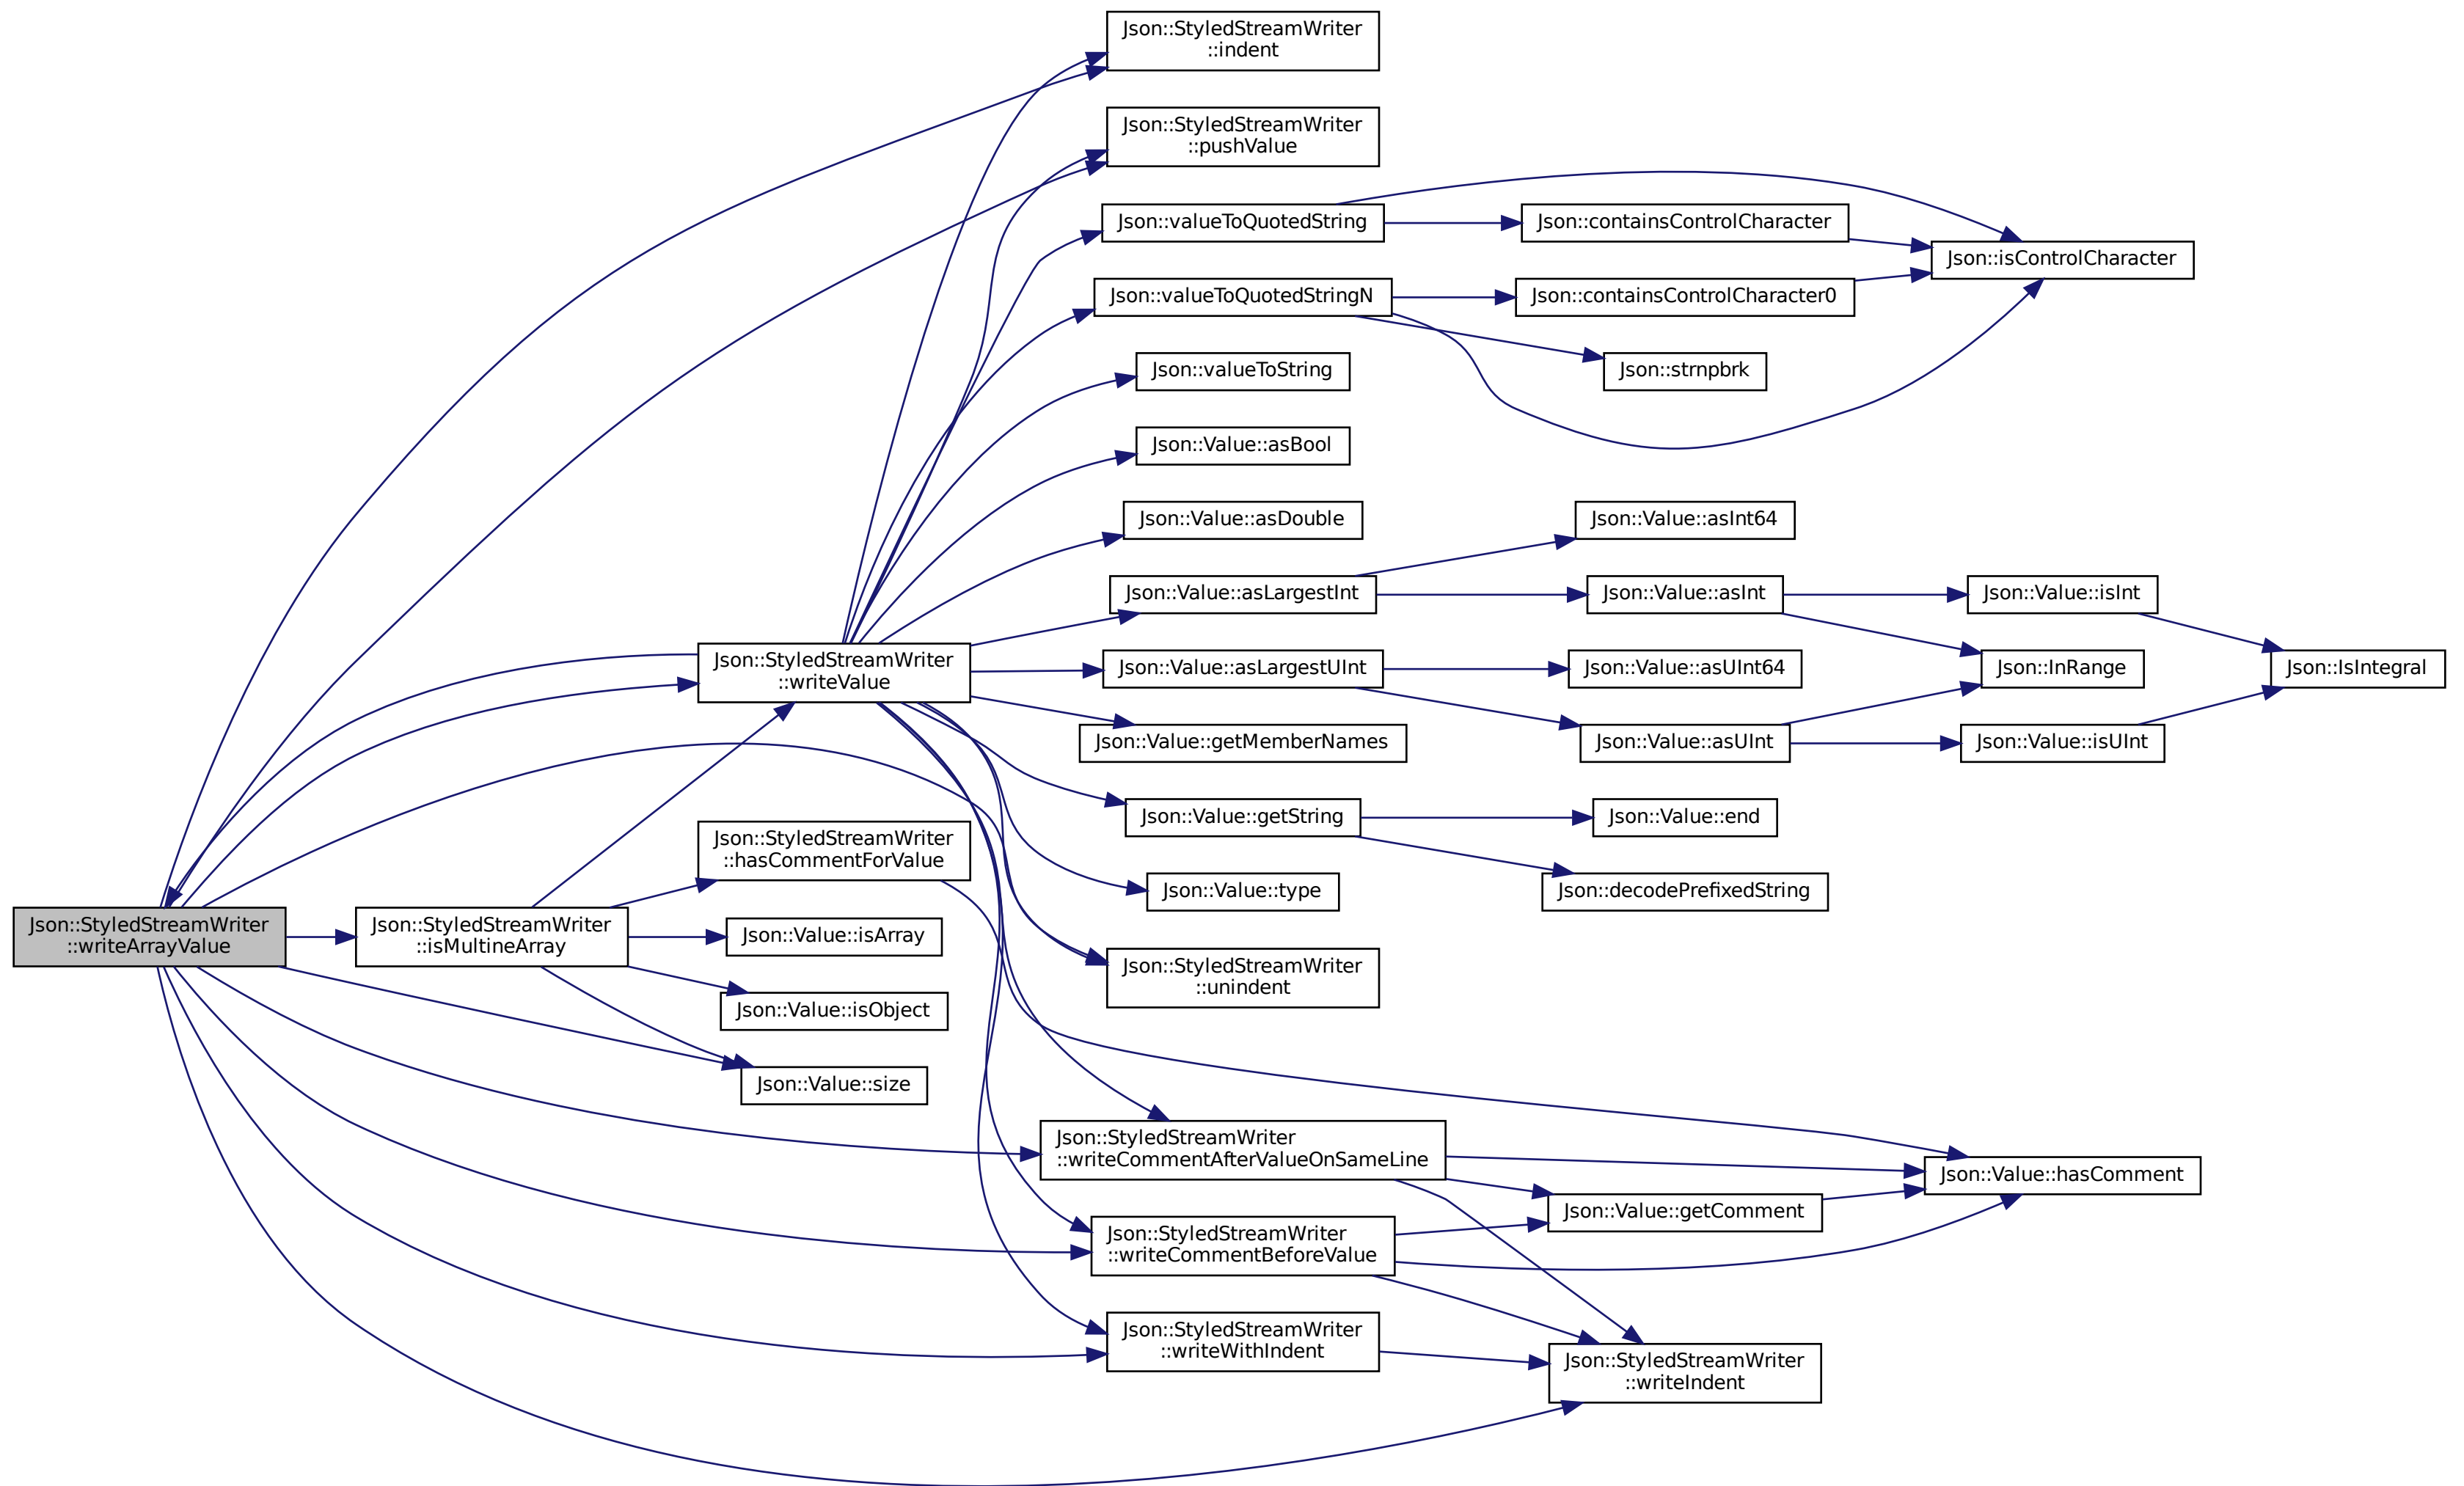 Json::StyledStreamWriter
::indent
Json::StyledStreamWriter
::pushValue
Json::valueToQuotedString
Json::containsControlCharacter
Json::isControlCharacter
Json::valueToQuotedStringN
Json::containsControlCharacter0
Json::valueToString
Json::strnpbrk
Json::Value::asBool
Json::Value::asDouble
Json::Value::asInt64
Json::Value::asLargestInt
Json::Value::asInt
Json::Value::isInt
Json::StyledStreamWriter
::writeValue
Json::Value::asLargestUInt
Json::Value::asUInt64
Json::InRange
Json::IsIntegral
Json::Value::getMemberNames
Json::Value::asUInt
Json::Value::isUInt
Json::Value::getString
Json::Value::end
Json::StyledStreamWriter
::hasCommentForValue
Json::Value::type
Json::decodePrefixedString
Json::StyledStreamWriter
::writeArrayValue
Json::StyledStreamWriter
::isMultineArray
Json::Value::isArray
Json::StyledStreamWriter
::unindent
Json::Value::isObject
Json::Value::size
Json::StyledStreamWriter
::writeCommentAfterValueOnSameLine
Json::Value::hasComment
Json::Value::getComment
Json::StyledStreamWriter
::writeCommentBeforeValue
Json::StyledStreamWriter
::writeWithIndent
Json::StyledStreamWriter
::writeIndent